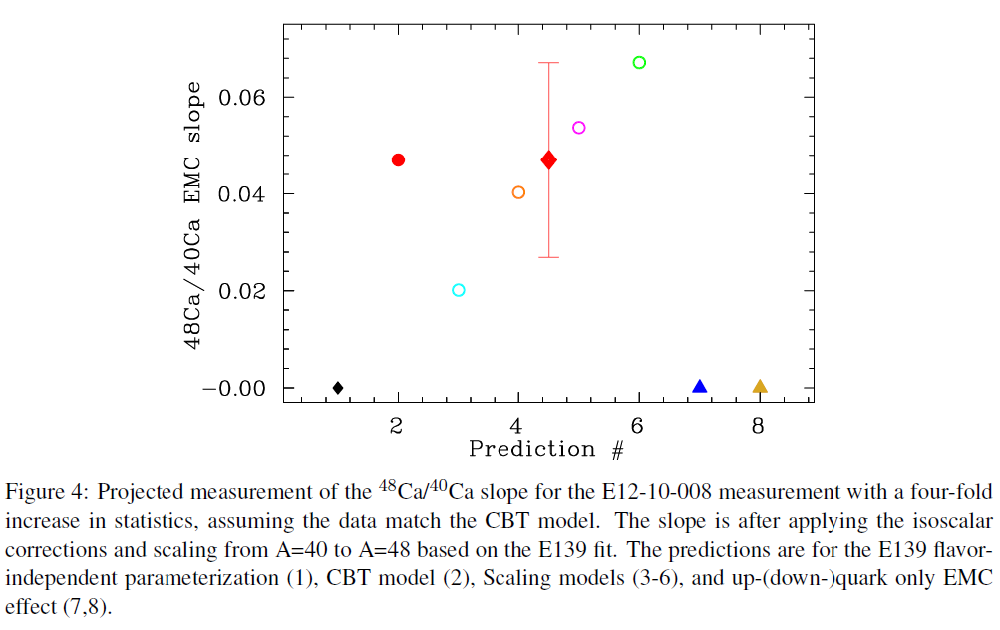 48Ca/40Ca EMC slope
0.06
0.04
0.02
−0.00
2 4 6 8
Prediction #
Figure 4: Projected measurement of the ⁴⁸Ca/⁴⁰Ca slope for the E12-10-008 measurement with a four-fold
increase in statistics, assuming the data match the CBT model. The slope is after applying the isoscalar
corrections and scaling from A=40 to A=48 based on the E139 fit. The predictions are for the E139 flavor-
independent parameterization (1), CBT model (2), Scaling models (3-6), and up-(down-)quark only EMC
effect (7,8).